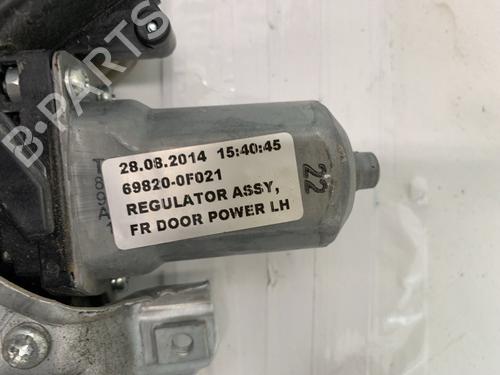 B-PARTS
28.08.2014 15:40:45
69820-0F021
REGULATOR ASSY,
FR DOOR POWER LH
22